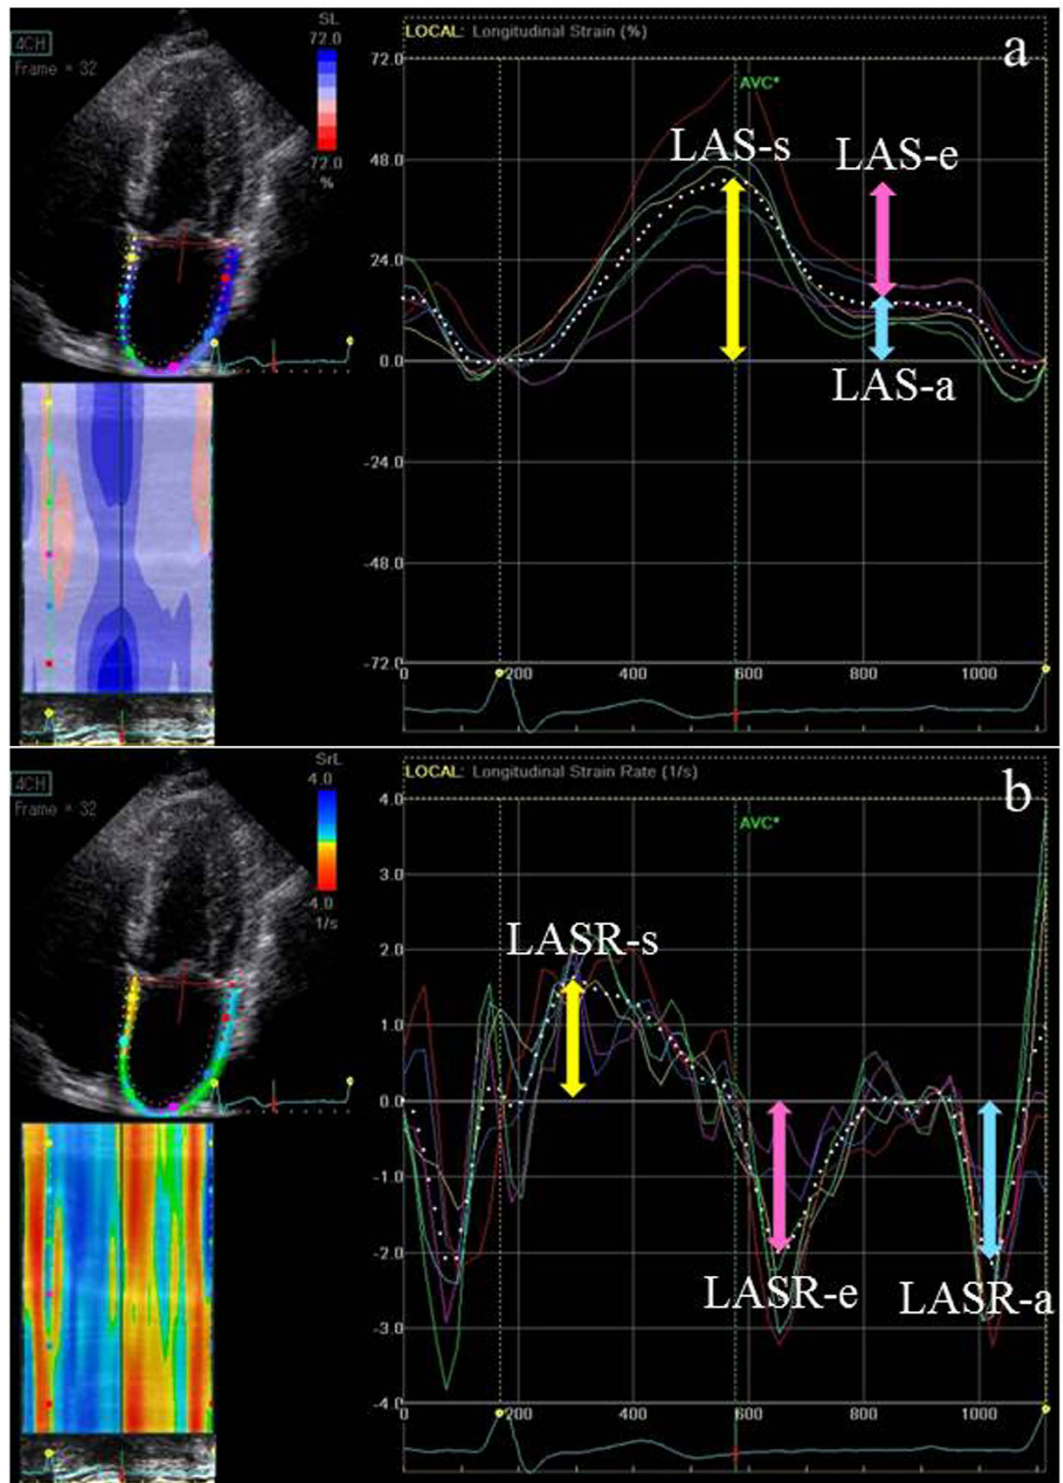 SL
72.0
4CH
Frame = 32
72.0
%
LOCAL: Longitudinal Strain (%)
a
72.0
AVC*
LAS-s
LAS-e
48.0
24.0
0.0
LAS-a
-24.0
-48.0
-72.0
200 400 600 800 1000
SrL
4.0
4CH
Frame = 32
-4.0
1/s
LOCAL: Longitudinal Strain Rate (1/s)
b
4.0
AVC*
3.0
LASR-s
2.0
1.0
0.0
-1.0
-2.0
LASR-e LASR-a
-3.0
-4.0
0 200 400 600 800 1000